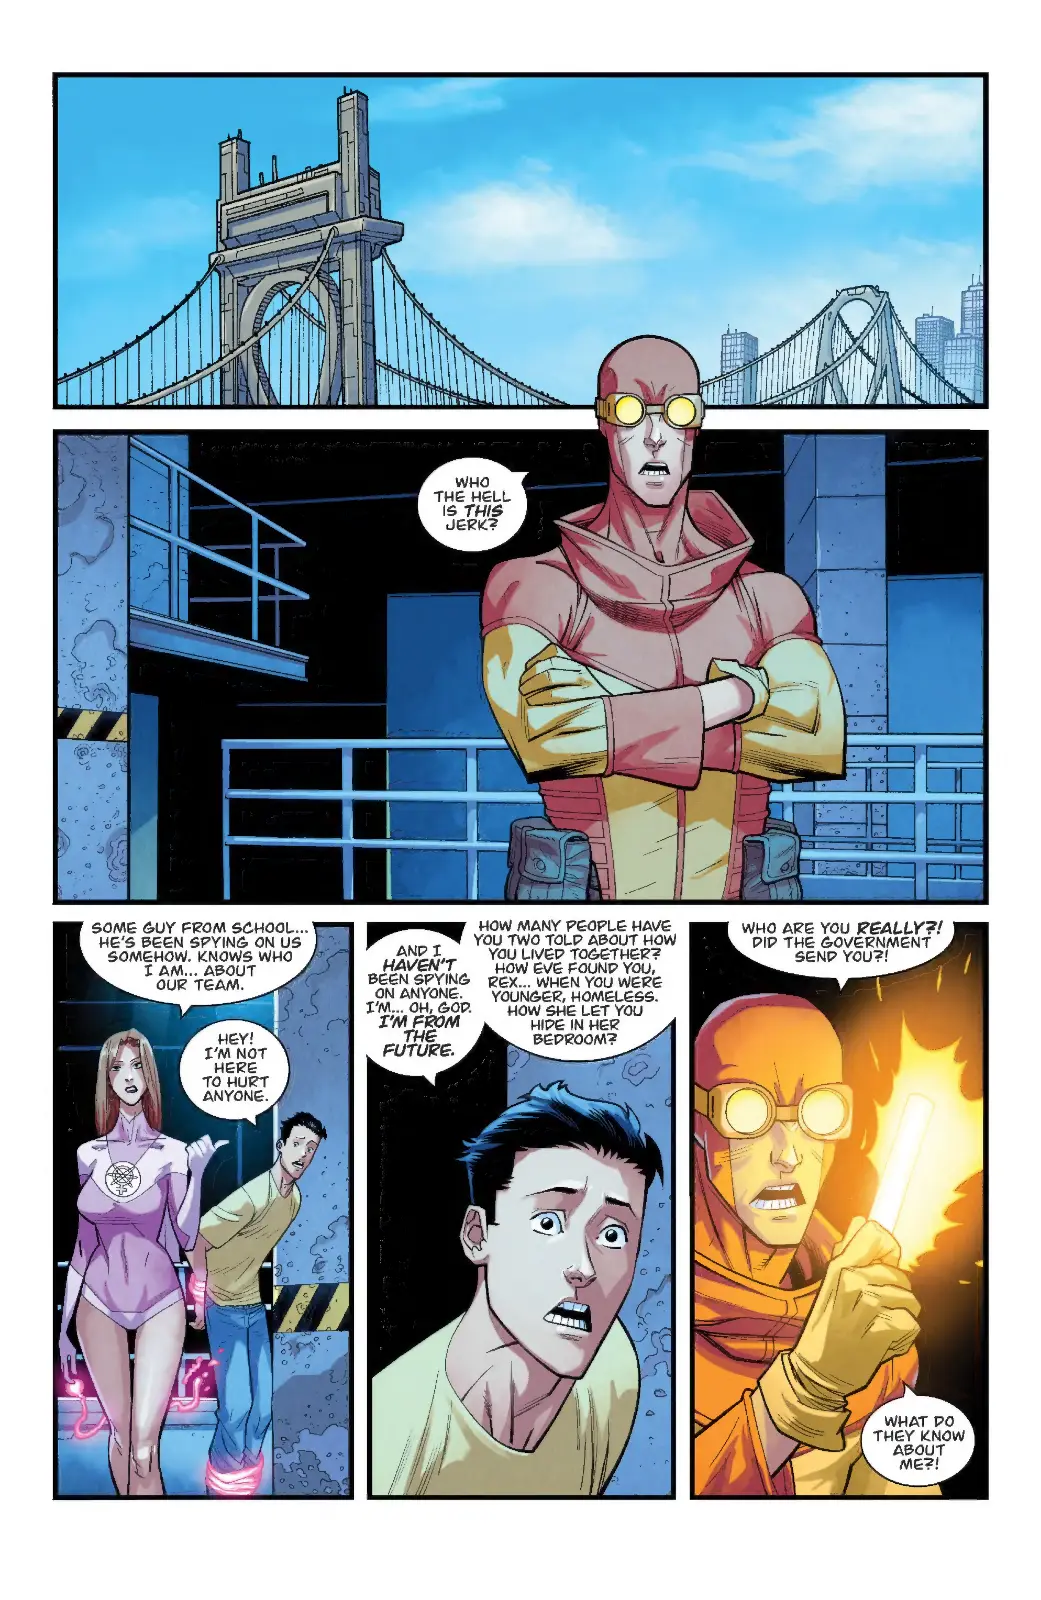 WHO
THE HELL
IS THIS
JERK?
SOME GUY FROM SCHOOL...
HE'S BEEN SPYING ON US
SOMEHOW. KNOWS WHO
I AM... ABOUT
OUR TEAM.
HEY!
I'M NOT
HERE
TO HURT
ANYONE.
AND I
HAVEN'T
BEEN SPYING
ON ANYONE.
I'M... OH, GOD.
I'M FROM
THE
FUTURE.
HOW MANY PEOPLE HAVE
YOU TWO TOLD ABOUT HOW
YOU LIVED TOGETHER?
HOW EVE FOUND YOU,
REX... WHEN YOU WERE
YOUNGER, HOMELESS.
HOW SHE LET YOU
HIDE IN HER
BEDROOM?
WHO ARE YOU REALLY?!
DID THE GOVERNMENT
SEND YOU?!
WHAT DO
THEY KNOW
ABOUT
ME?!